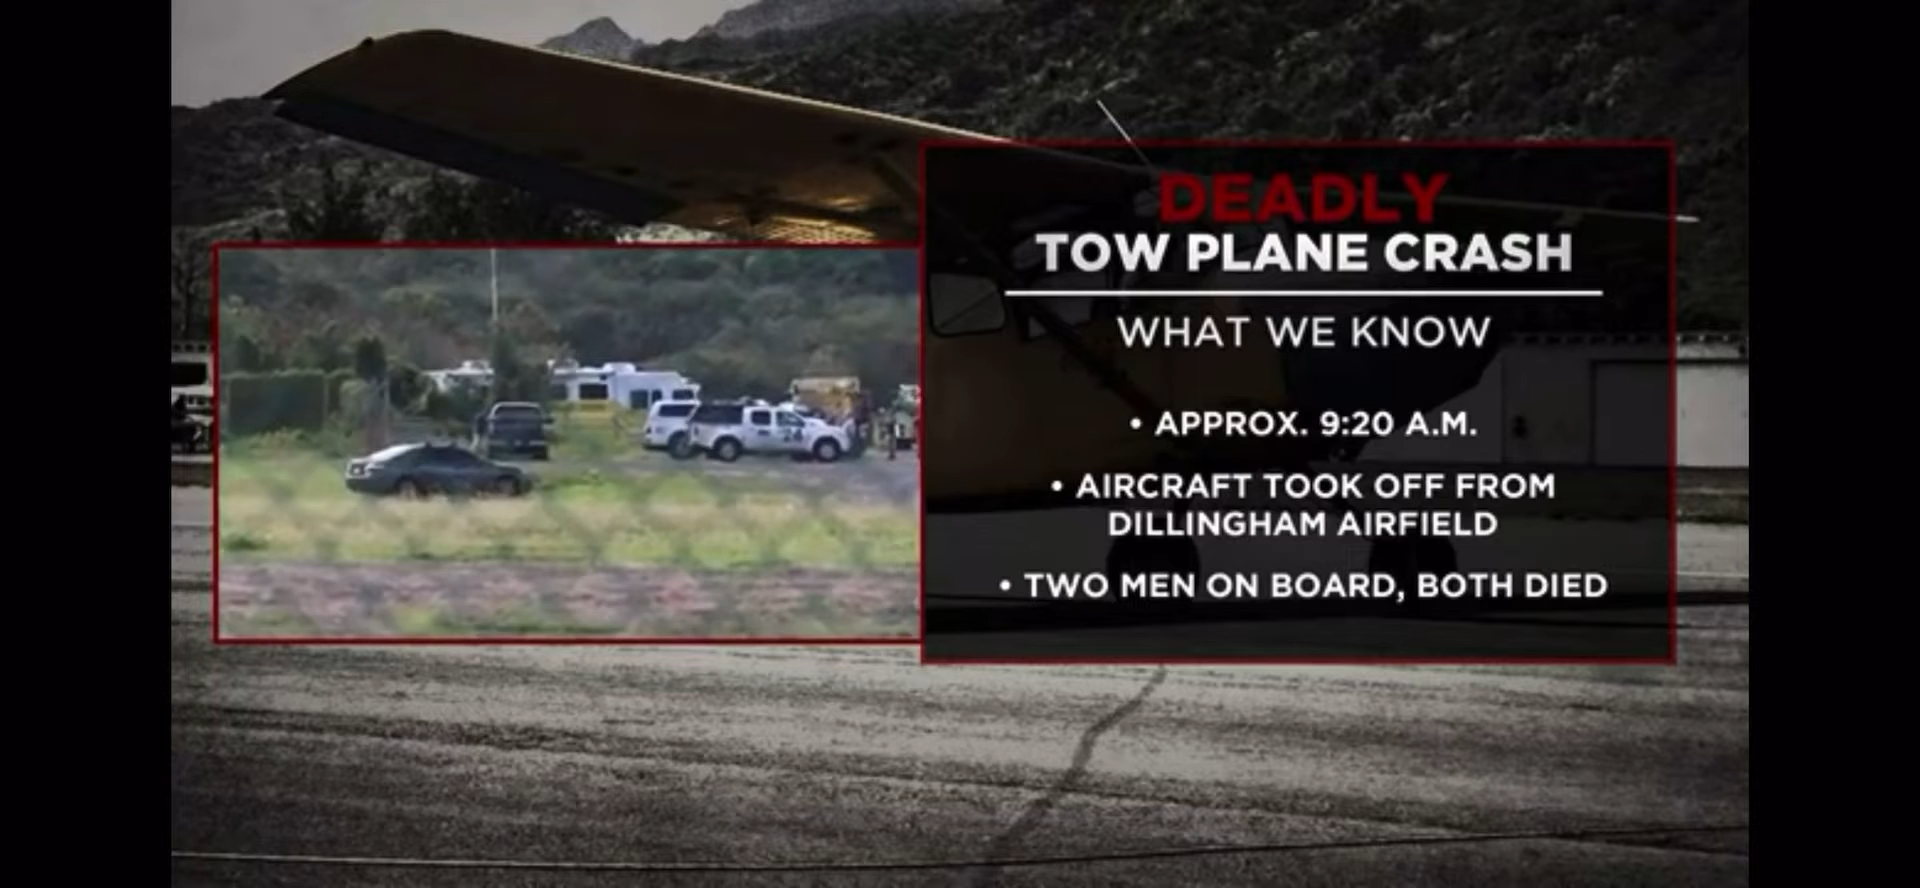 DEADLY
TOW PLANE CRASH
WHAT WE KNOW
• APPROX. 9:20 A.M.
• AIRCRAFT TOOK OFF FROM
DILLINGHAM AIRFIELD
• TWO MEN ON BOARD, BOTH DIED